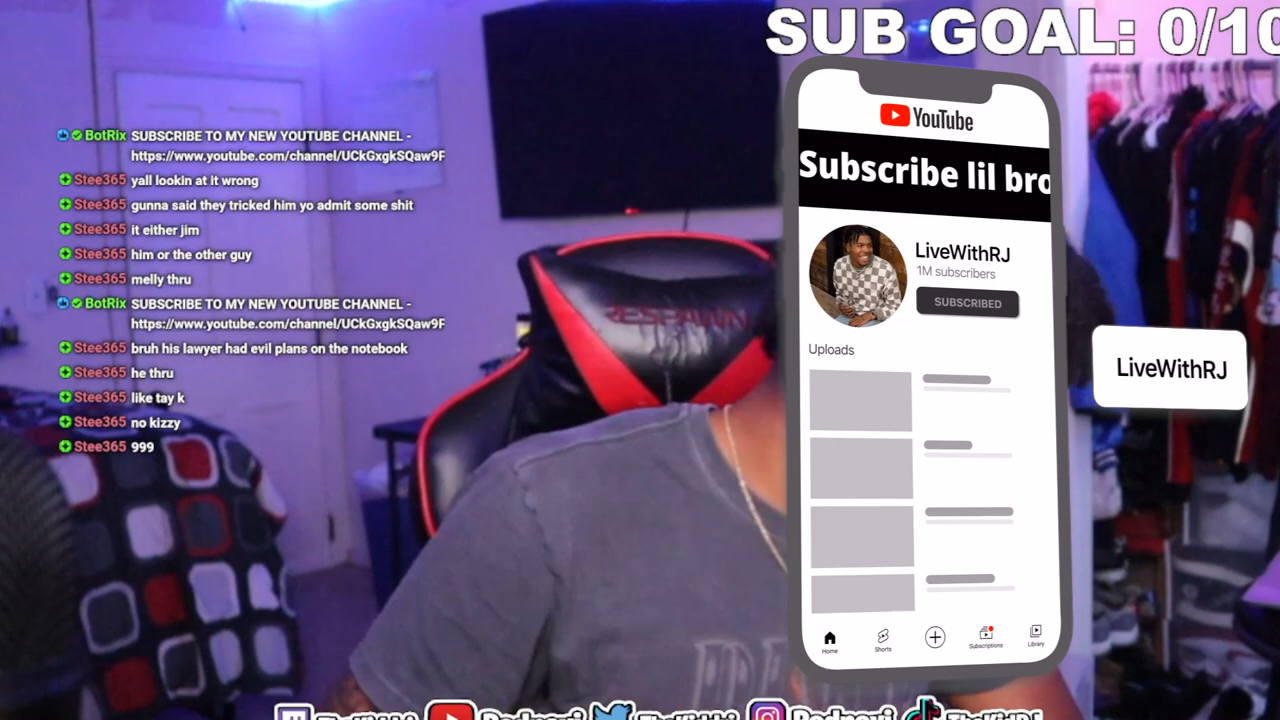 SUB GOAL: 0/10
BotRix SUBSCRIBE TO MY NEW YOUTUBE CHANNEL -
https://www.youtube.com/channel/UCkGxgkSQaw9F
Stee365 yall lookin at it wrong
Stee365 gunna said they tricked him yo admit some shit
Stee365 it either jim
Stee365 him or the other guy
Stee365 melly thru
BotRix SUBSCRIBE TO MY NEW YOUTUBE CHANNEL -
https://www.youtube.com/channel/UCkGxgkSQaw9F
Stee365 bruh his lawyer had evil plans on the notebook
Stee365 he thru
Stee365 like tay k
Stee365 no kizzy
Stee365 999
RESPAWN
YouTube
Subscribe lil bro
LiveWithRJ
1M subscribers
SUBSCRIBED
Uploads
Home
Shorts
Subscriptions
Library
LiveWithRJ